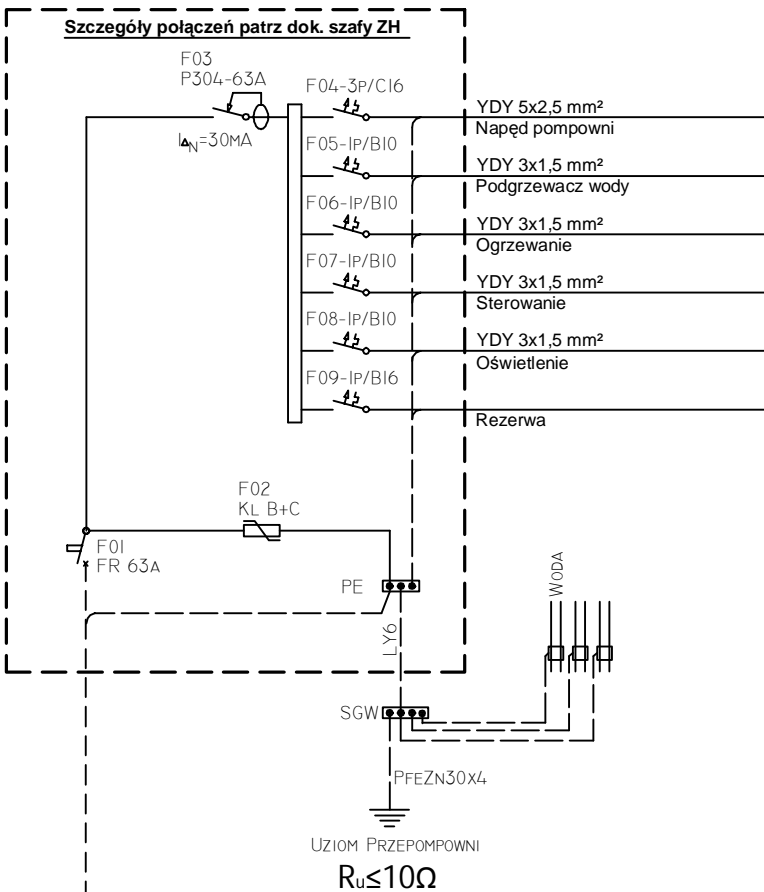 Szczegóły połączeń patrz dok. szafy ZH
F03
P304-63A
I∆N=30MA
F04-3P/C16
YDY 5x2,5 mm²
Napęd pompowni
F05-1P/B10
YDY 3x1,5 mm²
Podgrzewacz wody
F06-1P/B10
YDY 3x1,5 mm²
Ogrzewanie
F07-1P/B10
YDY 3x1,5 mm²
Sterowanie
F08-1P/B10
YDY 3x1,5 mm²
Oświetlenie
F09-1P/B16
Rezerwa
F02
KL B+C
F01
FR 63A
PE
LY6
WODA
SGW
PFEZN30X4
UZIOM PRZEPOMPOWNI
Ru≤10Ω